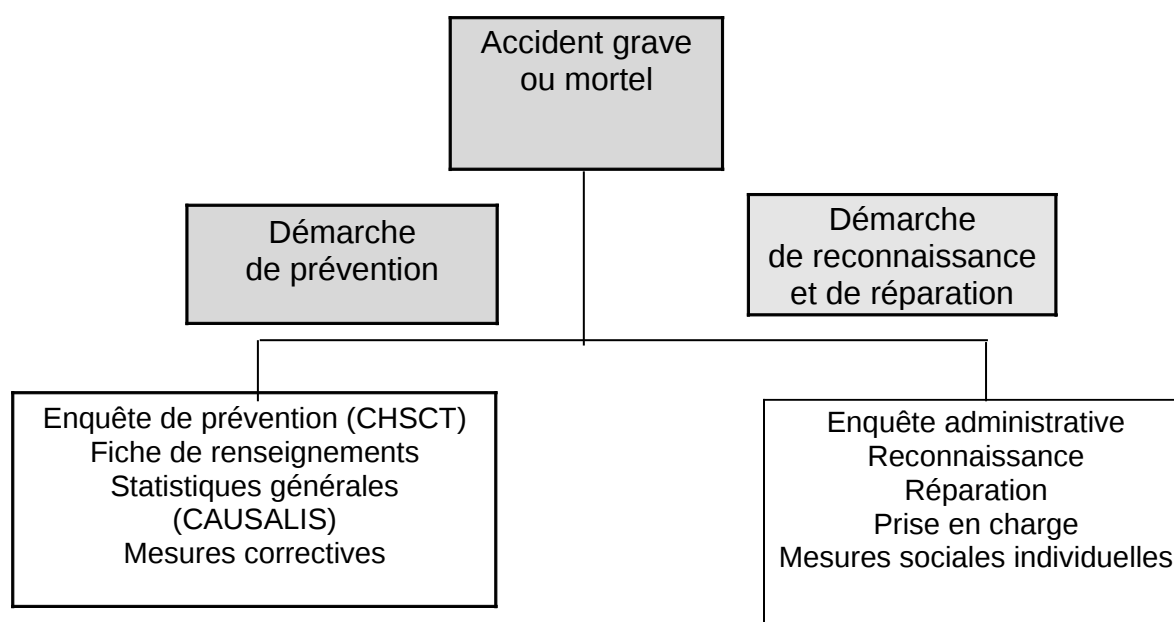 Accident grave
ou mortel
Démarche
de prévention
Démarche
de reconnaissance
et de réparation
Enquête de prévention (CHSCT)
Fiche de renseignements
Statistiques générales
(CAUSALIS)
Mesures correctives
Enquête administrative
Reconnaissance
Réparation
Prise en charge
Mesures sociales individuelles